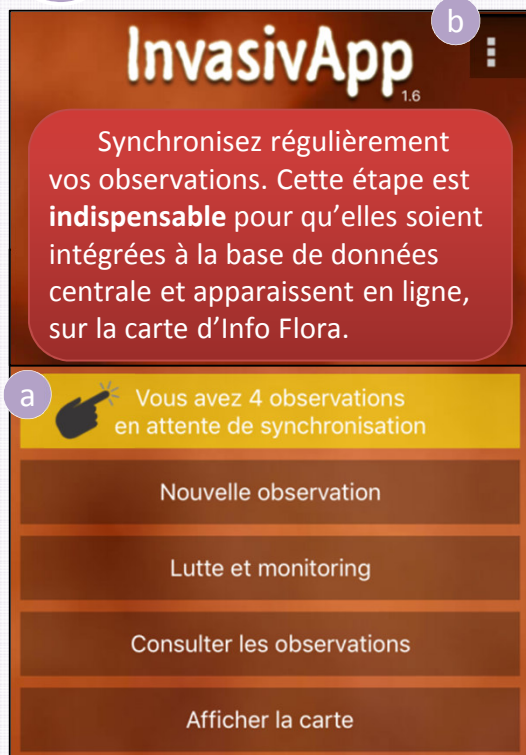 b
InvasivApp
1.6
Synchronisez régulièrement
vos observations. Cette étape est
indispensable pour qu’elles soient
intégrées à la base de données
centrale et apparaissent en ligne,
sur la carte d’Info Flora.
a
Vous avez 4 observations
en attente de synchronisation
Nouvelle observation
Lutte et monitoring
Consulter les observations
Afficher la carte